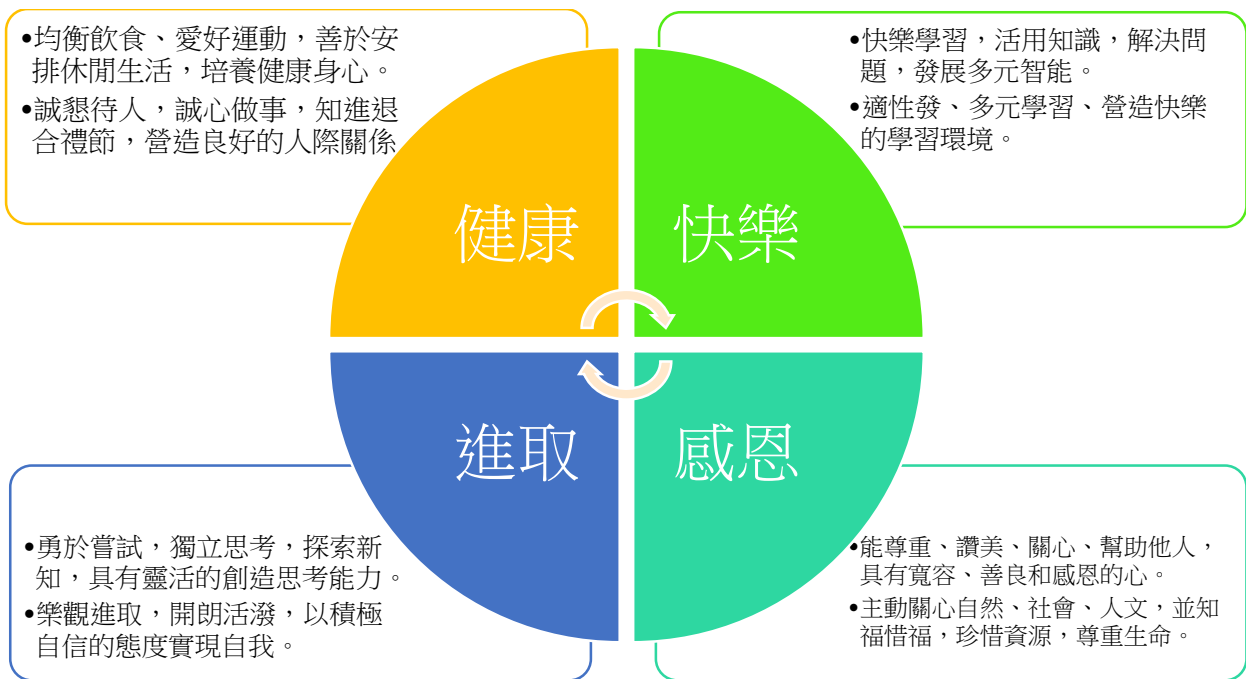 •均衡飲食、愛好運動，善於安
排休閒生活，培養健康身心。
•誠懇待人，誠心做事，知進退
合禮節，營造良好的人際關係
•快樂學習，活用知識，解決問
題，發展多元智能。
•適性發、多元學習、營造快樂
的學習環境。
健康
快樂
進取
感恩
•勇於嘗試，獨立思考，探索新
知，具有靈活的創造思考能力。
•樂觀進取，開朗活潑，以積極
自信的態度實現自我。
•能尊重、讚美、關心、幫助他人，
具有寬容、善良和感恩的心。
•主動關心自然、社會、人文，並知
福惜福，珍惜資源，尊重生命。